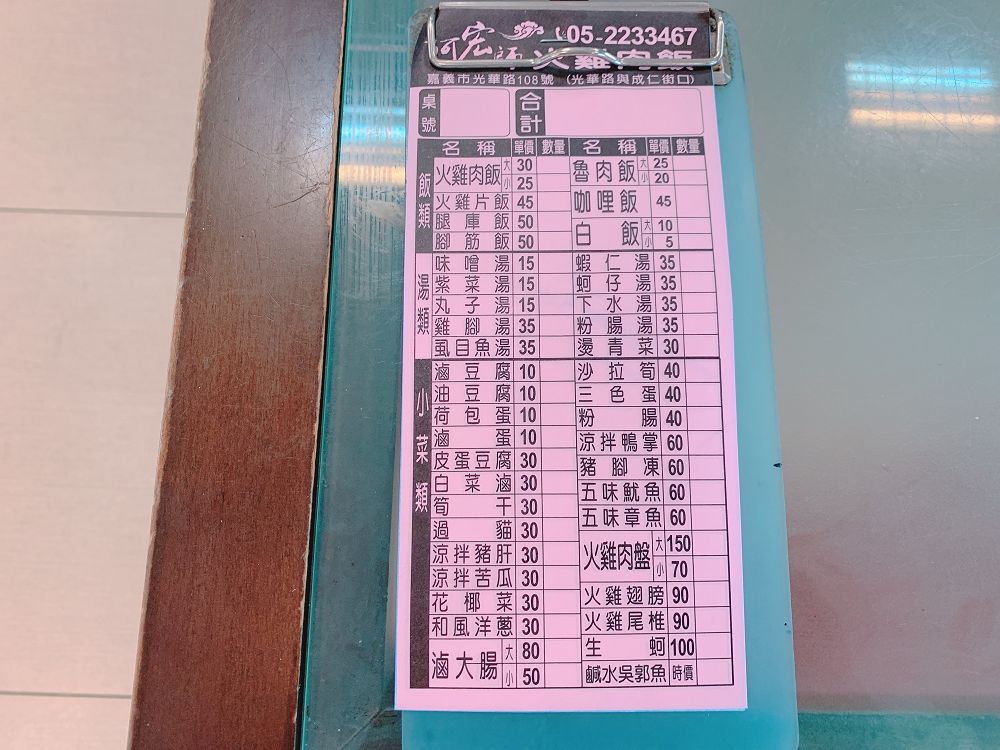 阿宏師 05-2233467
火雞肉飯
嘉義市光華路108號 (光華路與成仁街口)
桌號 合計
名稱 單價 數量 名稱 單價 數量
飯類
火雞肉飯 大 30 小 25
火雞片飯 45
腿庫飯 50
腳筋飯 50
魯肉飯 大 25 小 20
咖哩飯 45
白飯 大 10 小 5
湯類
味噌湯 15
紫菜湯 15
丸子湯 15
雞腳湯 35
虱目魚湯 35
蝦仁湯 35
蚵仔湯 35
下水湯 35
粉腸湯 35
燙青菜 30
小菜類
滷豆腐 10
油豆腐 10
荷包蛋 10
滷蛋 10
皮蛋豆腐 30
白菜滷 30
筍干 30
過貓 30
涼拌豬肝 30
涼拌苦瓜 30
花椰菜 30
和風洋蔥 30
滷大腸 大 80 小 50
沙拉筍 40
三色蛋 40
粉腸 40
涼拌鴨掌 60
豬腳凍 60
五味魷魚 60
五味章魚 60
火雞肉盤 大 150 小 70
火雞翅膀 90
火雞尾椎 90
生蚵 100
鹹水吳郭魚 時價